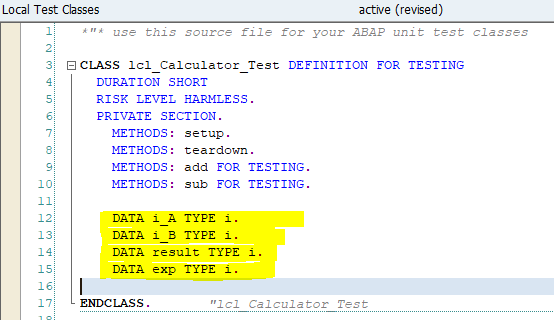 Local Test Classes active (revised)
1 *"* use this source file for your ABAP unit test classes
2
3 CLASS lcl_Calculator_Test DEFINITION FOR TESTING
4 DURATION SHORT
5 RISK LEVEL HARMLESS.
6 PRIVATE SECTION.
7 METHODS: setup.
8 METHODS: teardown.
9 METHODS: add FOR TESTING.
10 METHODS: sub FOR TESTING.
11
12 DATA i_A TYPE i.
13 DATA i_B TYPE i.
14 DATA result TYPE i.
15 DATA exp TYPE i.
16
17 ENDCLASS. "lcl_Calculator_Test
18